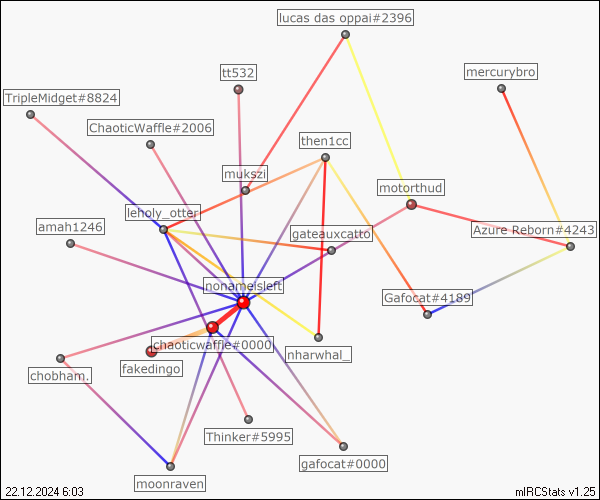 lucas das oppai#2396
tt532
mercurybro
TripleMidget#8824
ChaoticWaffle#2006
then1cc
mukszi
motorthud
leholy_otter
amah1246
gateauxcatto
Azure Reborn#4243
nonameisleft
Gafocat#4189
chaoticwaffle#0000
nharwhal_
fakedingo
chobham.
Thinker#5995
gafocat#0000
moonraven
22.12.2024 6:03
mIRCStats v1.25